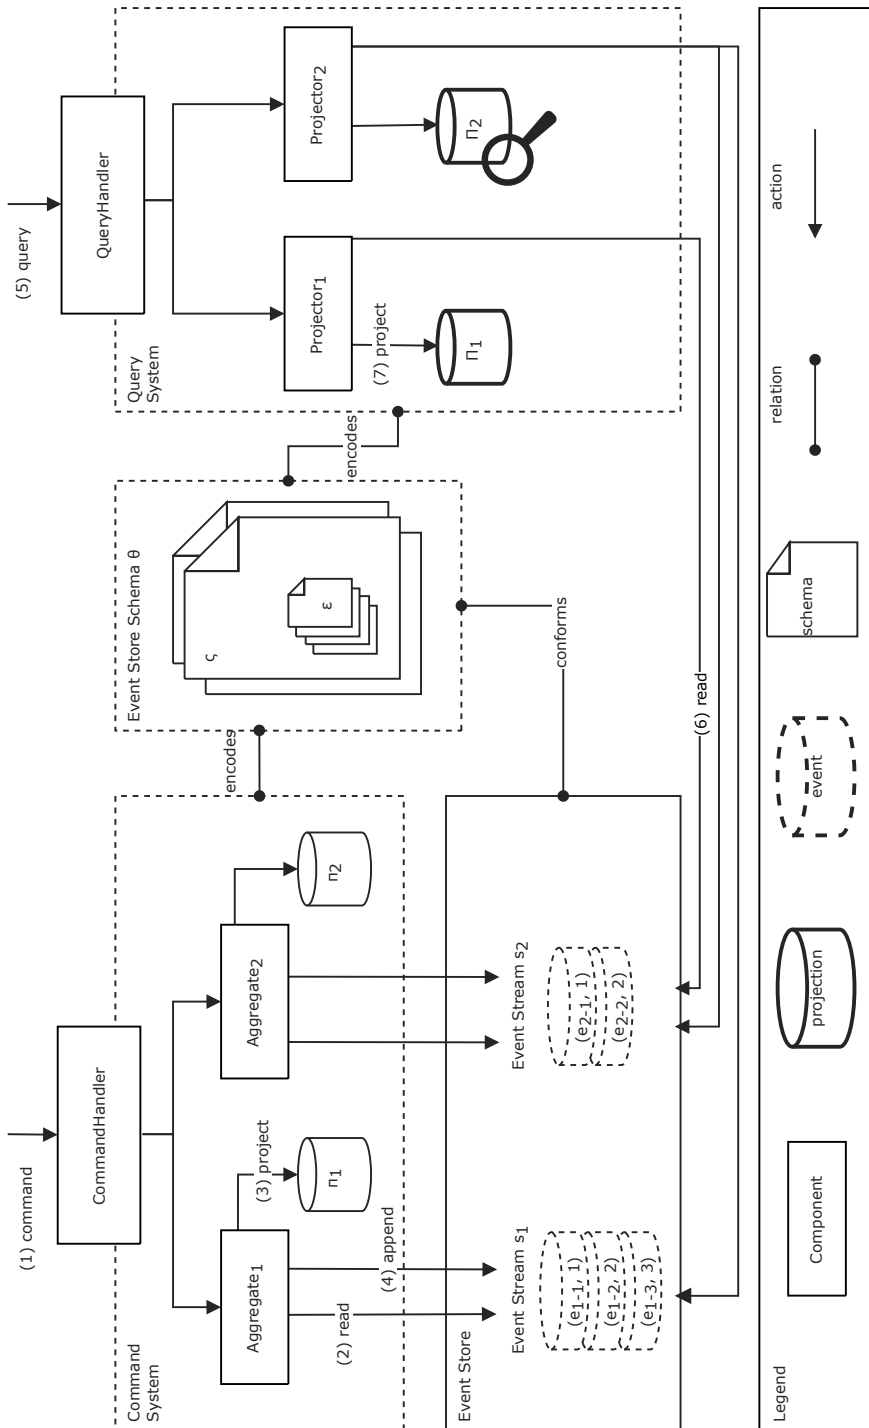 (1) command
CommandHandler
Command
System
Aggregate1
Aggregate2
(3) project
π1
π2
(2) read
(4) append
Event Store
Event Stream s1
(e1-1, 1)
(e1-2, 2)
(e1-3, 3)
Event Stream s2
(e2-1, 1)
(e2-2, 2)
encodes
Event Store Schema θ
ς
ε
conforms
encodes
(5) query
QueryHandler
Query
System
Projector1
Projector2
(7) project
Π1
Π2
(6) read
Legend
Component
projection
event
schema
relation
action